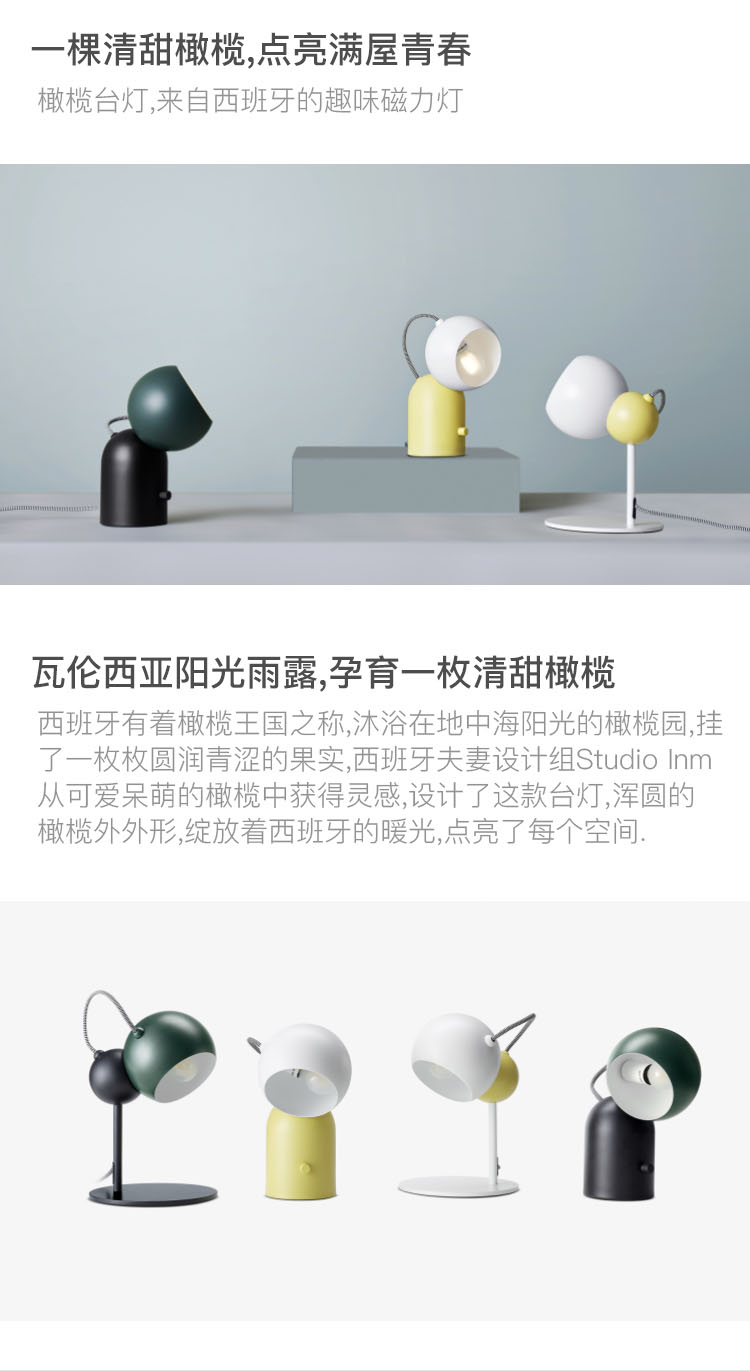 一棵清甜橄榄,点亮满屋青春
橄榄台灯,来自西班牙的趣味磁力灯
瓦伦西亚阳光雨露,孕育一枚清甜橄榄
西班牙有着橄榄王国之称,沐浴在地中海阳光的橄榄园,挂
了一枚枚圆润青涩的果实,西班牙夫妻设计组Studio Inm
从可爱呆萌的橄榄中获得灵感,设计了这款台灯,浑圆的
橄榄外外形,绽放着西班牙的暖光,点亮了每个空间.